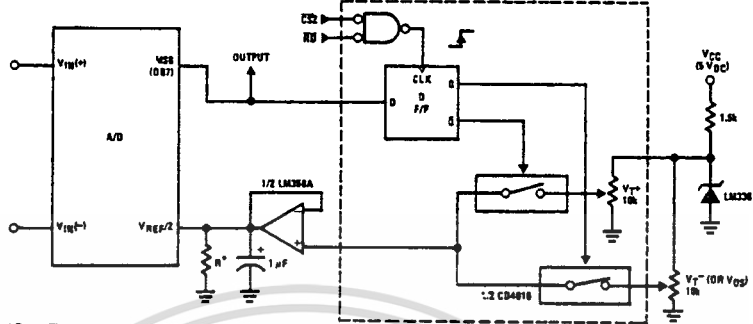 CS2
RD
OUTPUT
VIN(+)
MSB
(DB7)
CLK
D
D
F/F
Q
Q
VCC
(5 VDC)
1.5k
A/D
1/2 LM358A
VT+
10k
LM336
VIN(-)
VREF/2
R*
1 μF
1/2 CD4016
VT- (OR VOS)
10k